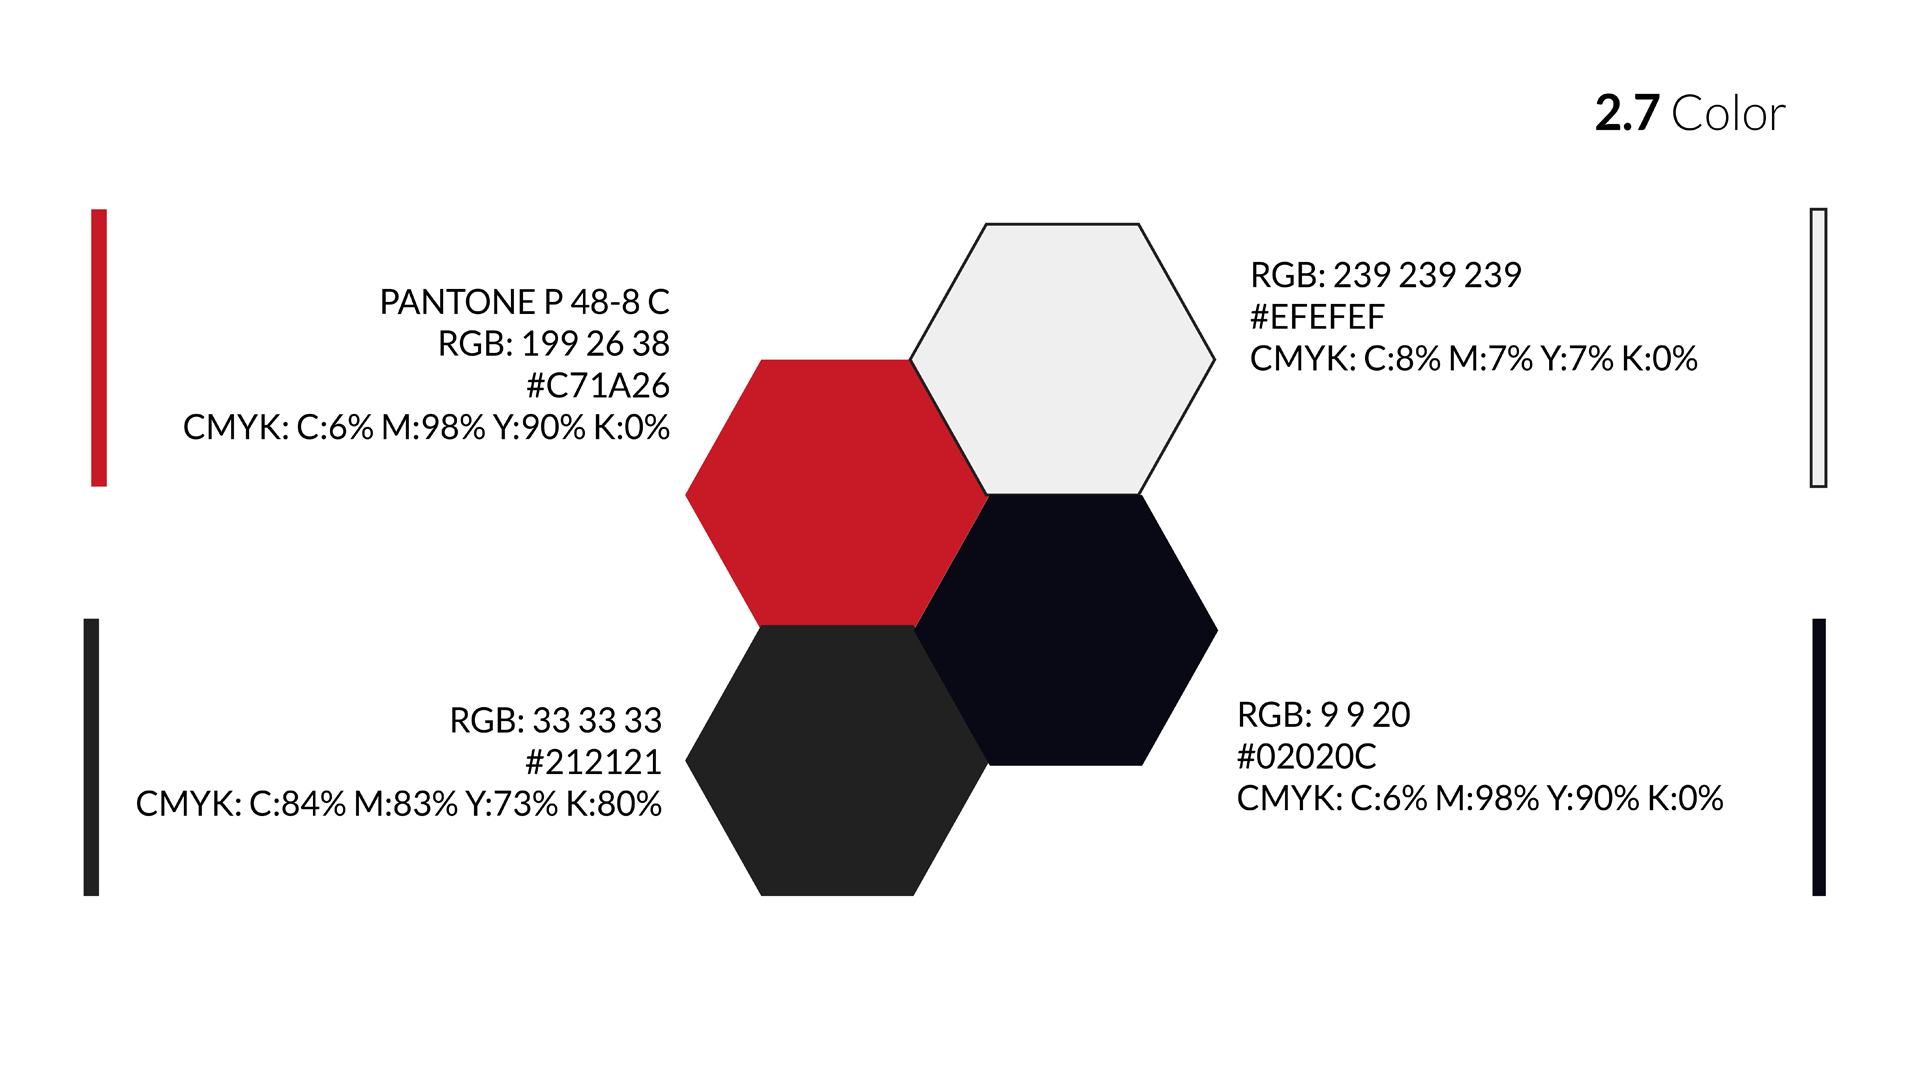 2.7 Color
PANTONE P 48-8 C
RGB: 199 26 38
#C71A26
CMYK: C:6% M:98% Y:90% K:0%
RGB: 239 239 239
#EFEFEF
CMYK: C:8% M:7% Y:7% K:0%
RGB: 33 33 33
#212121
CMYK: C:84% M:83% Y:73% K:80%
RGB: 9 9 20
#02020C
CMYK: C:6% M:98% Y:90% K:0%